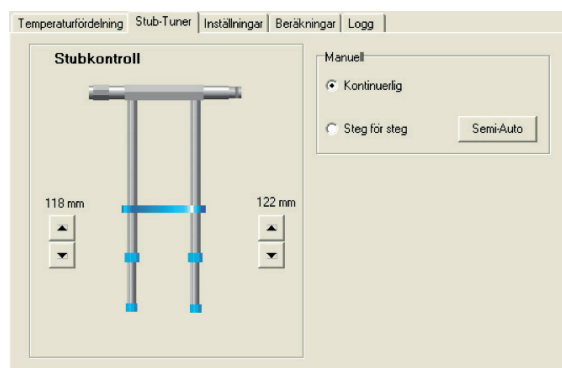 Temperaturfördelning Stub-Tuner Inställningar Beräkningar Logg
Stubkontroll
Manuell
Kontinuerlig
Steg för steg Semi-Auto
118 mm 122 mm